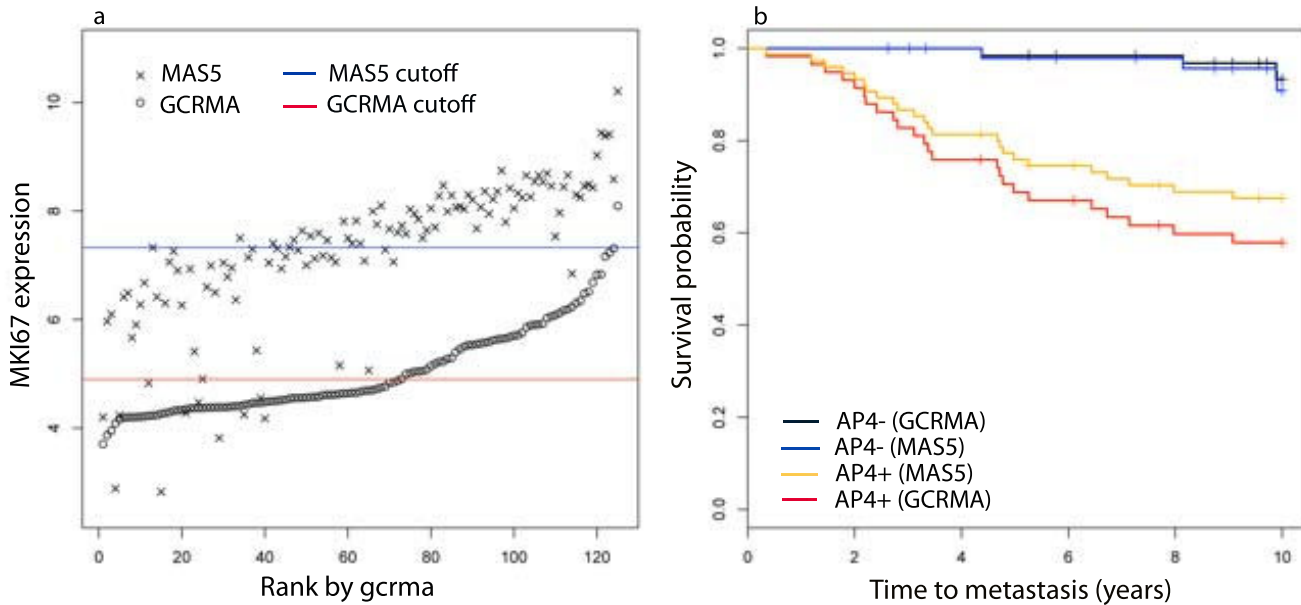 a
MAS5
GCRMA
MAS5 cutoff
GCRMA cutoff
MKI67 expression
10
8
6
4
0 20 40 60 80 100 120
Rank by gcrma
b
Survival probability
1.0
0.8
0.6
0.4
0.2
0.0
AP4- (GCRMA)
AP4- (MAS5)
AP4+ (MAS5)
AP4+ (GCRMA)
0 2 4 6 8 10
Time to metastasis (years)